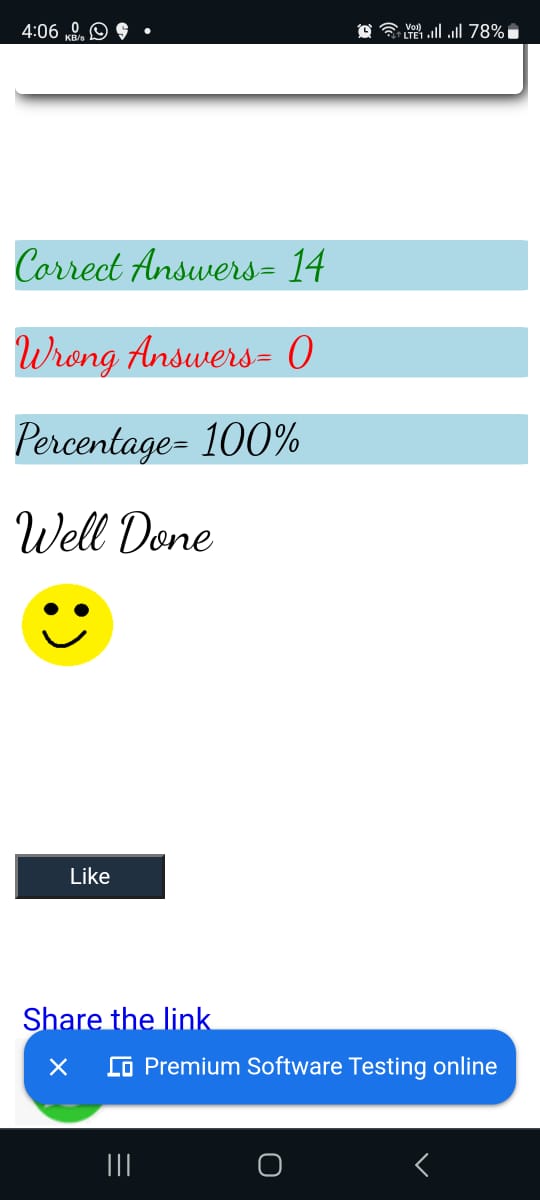 4:06 0 KB/s Vo) LTE1 78%
Correct Answers= 14
Wrong Answers= 0
Percentage= 100%
Well Done
Like
Share the link
Premium Software Testing online